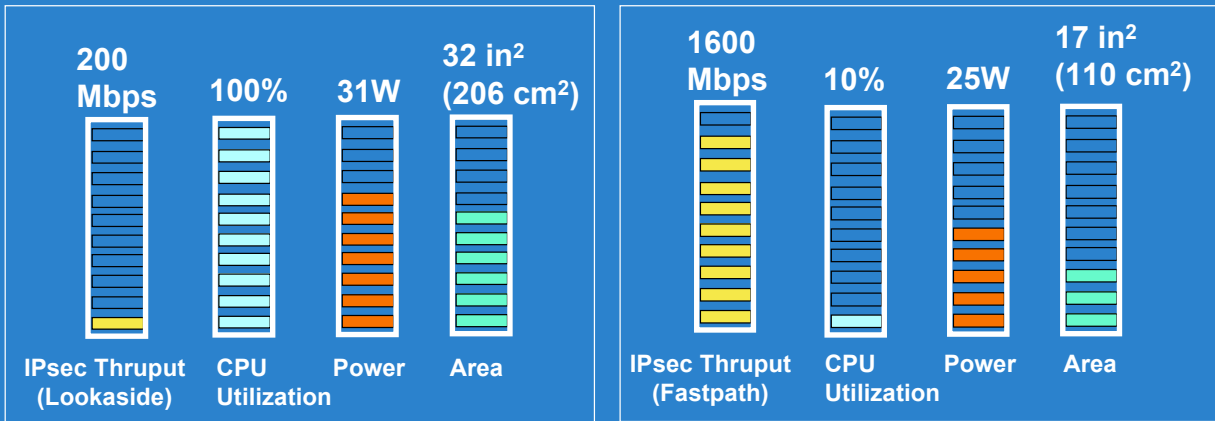 200
Mbps
100%
31W
32 in²
(206 cm²)
IPsec Thruput
(Lookaside)
CPU
Utilization
Power
Area
1600
Mbps
10%
25W
17 in²
(110 cm²)
IPsec Thruput
(Fastpath)
CPU
Utilization
Power
Area